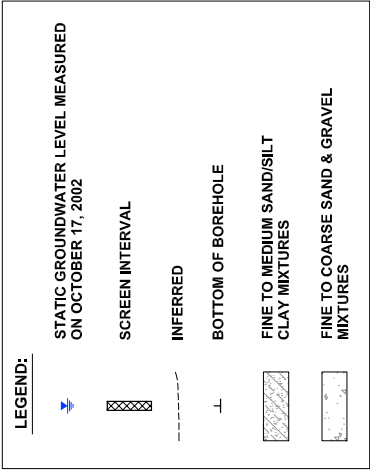 LEGEND:
STATIC GROUNDWATER LEVEL MEASURED
ON OCTOBER 17, 2002
SCREEN INTERVAL
INFERRED
BOTTOM OF BOREHOLE
FINE TO MEDIUM SAND/SILT
CLAY MIXTURES
FINE TO COARSE SAND & GRAVEL
MIXTURES